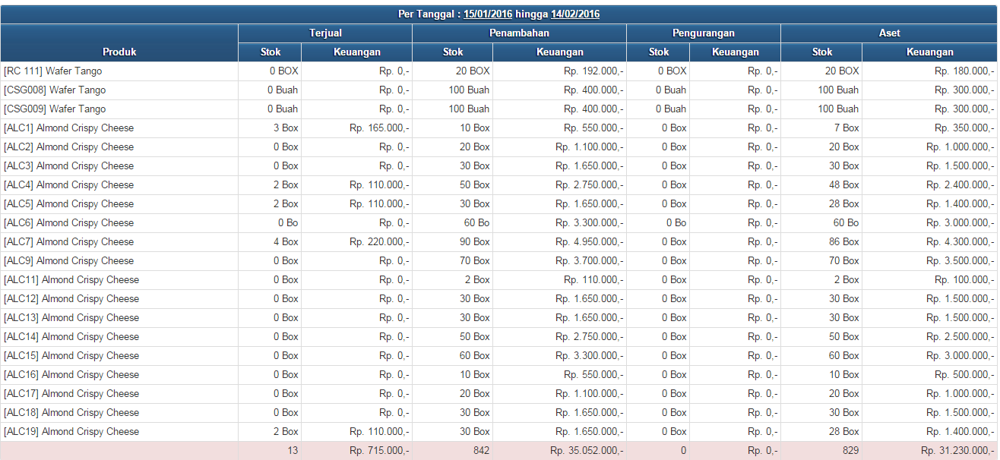 Per Tanggal : 15/01/2016 hingga 14/02/2016
Produk Terjual Penambahan Pengurangan Aset
Stok Keuangan Stok Keuangan Stok Keuangan Stok Keuangan
[RC 111] Wafer Tango 0 BOX Rp. 0,- 20 BOX Rp. 192.000,- 0 BOX Rp. 0,- 20 BOX Rp. 180.000,-
[CSG008] Wafer Tango 0 Buah Rp. 0,- 100 Buah Rp. 400.000,- 0 Buah Rp. 0,- 100 Buah Rp. 300.000,-
[CSG009] Wafer Tango 0 Buah Rp. 0,- 100 Buah Rp. 400.000,- 0 Buah Rp. 0,- 100 Buah Rp. 300.000,-
[ALC1] Almond Crispy Cheese 3 Box Rp. 165.000,- 10 Box Rp. 550.000,- 0 Box Rp. 0,- 7 Box Rp. 350.000,-
[ALC2] Almond Crispy Cheese 0 Box Rp. 0,- 20 Box Rp. 1.100.000,- 0 Box Rp. 0,- 20 Box Rp. 1.000.000,-
[ALC3] Almond Crispy Cheese 0 Box Rp. 0,- 30 Box Rp. 1.650.000,- 0 Box Rp. 0,- 30 Box Rp. 1.500.000,-
[ALC4] Almond Crispy Cheese 2 Box Rp. 110.000,- 50 Box Rp. 2.750.000,- 0 Box Rp. 0,- 48 Box Rp. 2.400.000,-
[ALC5] Almond Crispy Cheese 2 Box Rp. 110.000,- 30 Box Rp. 1.650.000,- 0 Box Rp. 0,- 28 Box Rp. 1.400.000,-
[ALC6] Almond Crispy Cheese 0 Bo Rp. 0,- 60 Bo Rp. 3.300.000,- 0 Bo Rp. 0,- 60 Bo Rp. 3.000.000,-
[ALC7] Almond Crispy Cheese 4 Box Rp. 220.000,- 90 Box Rp. 4.950.000,- 0 Box Rp. 0,- 86 Box Rp. 4.300.000,-
[ALC9] Almond Crispy Cheese 0 Box Rp. 0,- 70 Box Rp. 3.700.000,- 0 Box Rp. 0,- 70 Box Rp. 3.500.000,-
[ALC11] Almond Crispy Cheese 0 Box Rp. 0,- 2 Box Rp. 110.000,- 0 Box Rp. 0,- 2 Box Rp. 100.000,-
[ALC12] Almond Crispy Cheese 0 Box Rp. 0,- 30 Box Rp. 1.650.000,- 0 Box Rp. 0,- 30 Box Rp. 1.500.000,-
[ALC13] Almond Crispy Cheese 0 Box Rp. 0,- 30 Box Rp. 1.650.000,- 0 Box Rp. 0,- 30 Box Rp. 1.500.000,-
[ALC14] Almond Crispy Cheese 0 Box Rp. 0,- 50 Box Rp. 2.750.000,- 0 Box Rp. 0,- 50 Box Rp. 2.500.000,-
[ALC15] Almond Crispy Cheese 0 Box Rp. 0,- 60 Box Rp. 3.300.000,- 0 Box Rp. 0,- 60 Box Rp. 3.000.000,-
[ALC16] Almond Crispy Cheese 0 Box Rp. 0,- 10 Box Rp. 550.000,- 0 Box Rp. 0,- 10 Box Rp. 500.000,-
[ALC17] Almond Crispy Cheese 0 Box Rp. 0,- 20 Box Rp. 1.100.000,- 0 Box Rp. 0,- 20 Box Rp. 1.000.000,-
[ALC18] Almond Crispy Cheese 0 Box Rp. 0,- 30 Box Rp. 1.650.000,- 0 Box Rp. 0,- 30 Box Rp. 1.500.000,-
[ALC19] Almond Crispy Cheese 2 Box Rp. 110.000,- 30 Box Rp. 1.650.000,- 0 Box Rp. 0,- 28 Box Rp. 1.400.000,-
13 Rp. 715.000,- 842 Rp. 35.052.000,- 0 Rp. 0,- 829 Rp. 31.230.000,-